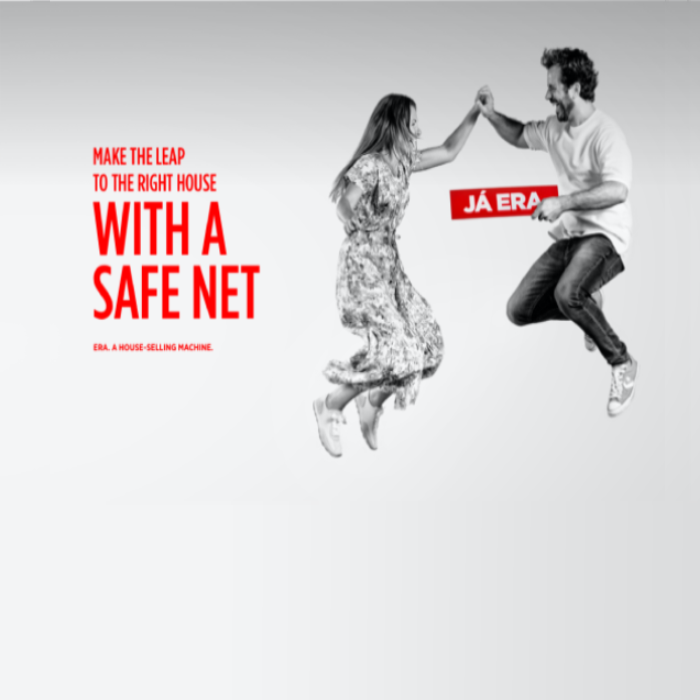 MAKE THE LEAP
TO THE RIGHT HOUSE
WITH A
SAFE NET
ERA. A HOUSE-SELLING MACHINE.
JÁ ERA